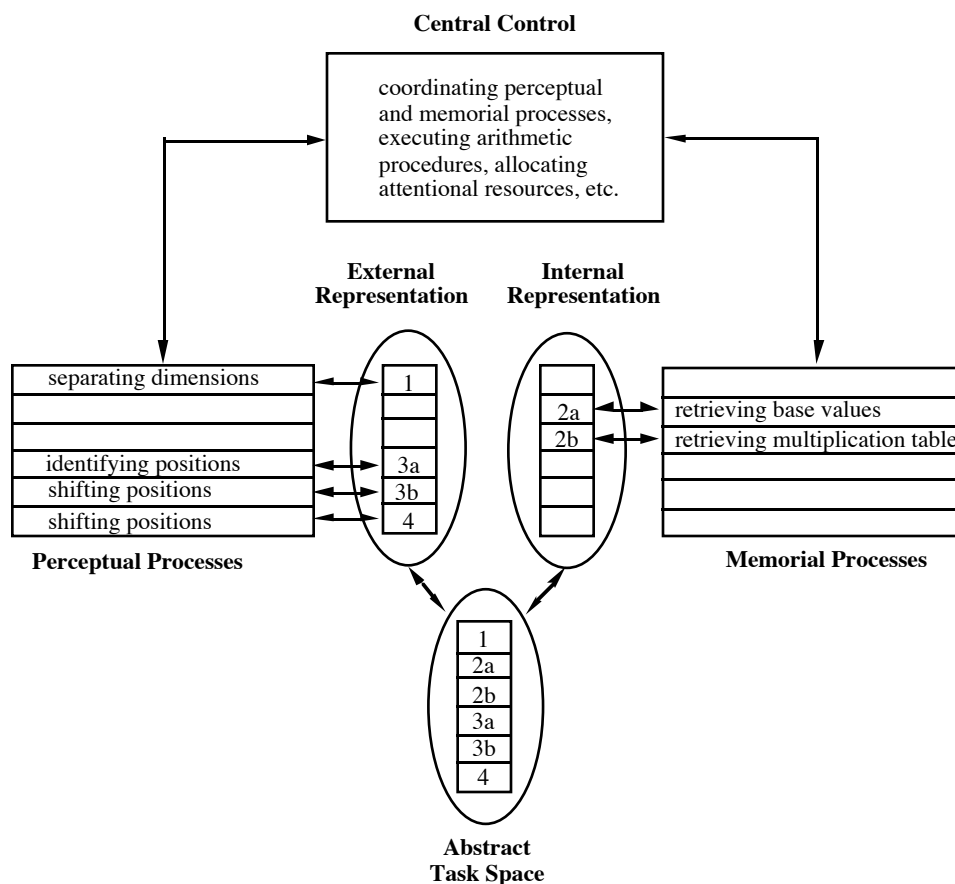 Central Control
coordinating perceptual
and memorial processes,
executing arithmetic
procedures, allocating
attentional resources, etc.
External
Representation
Internal
Representation
separating dimensions
identifying positions
shifting positions
shifting positions
Perceptual Processes
1
3a
3b
4
2a
2b
retrieving base values
retrieving multiplication table
Memorial Processes
1
2a
2b
3a
3b
4
Abstract
Task Space